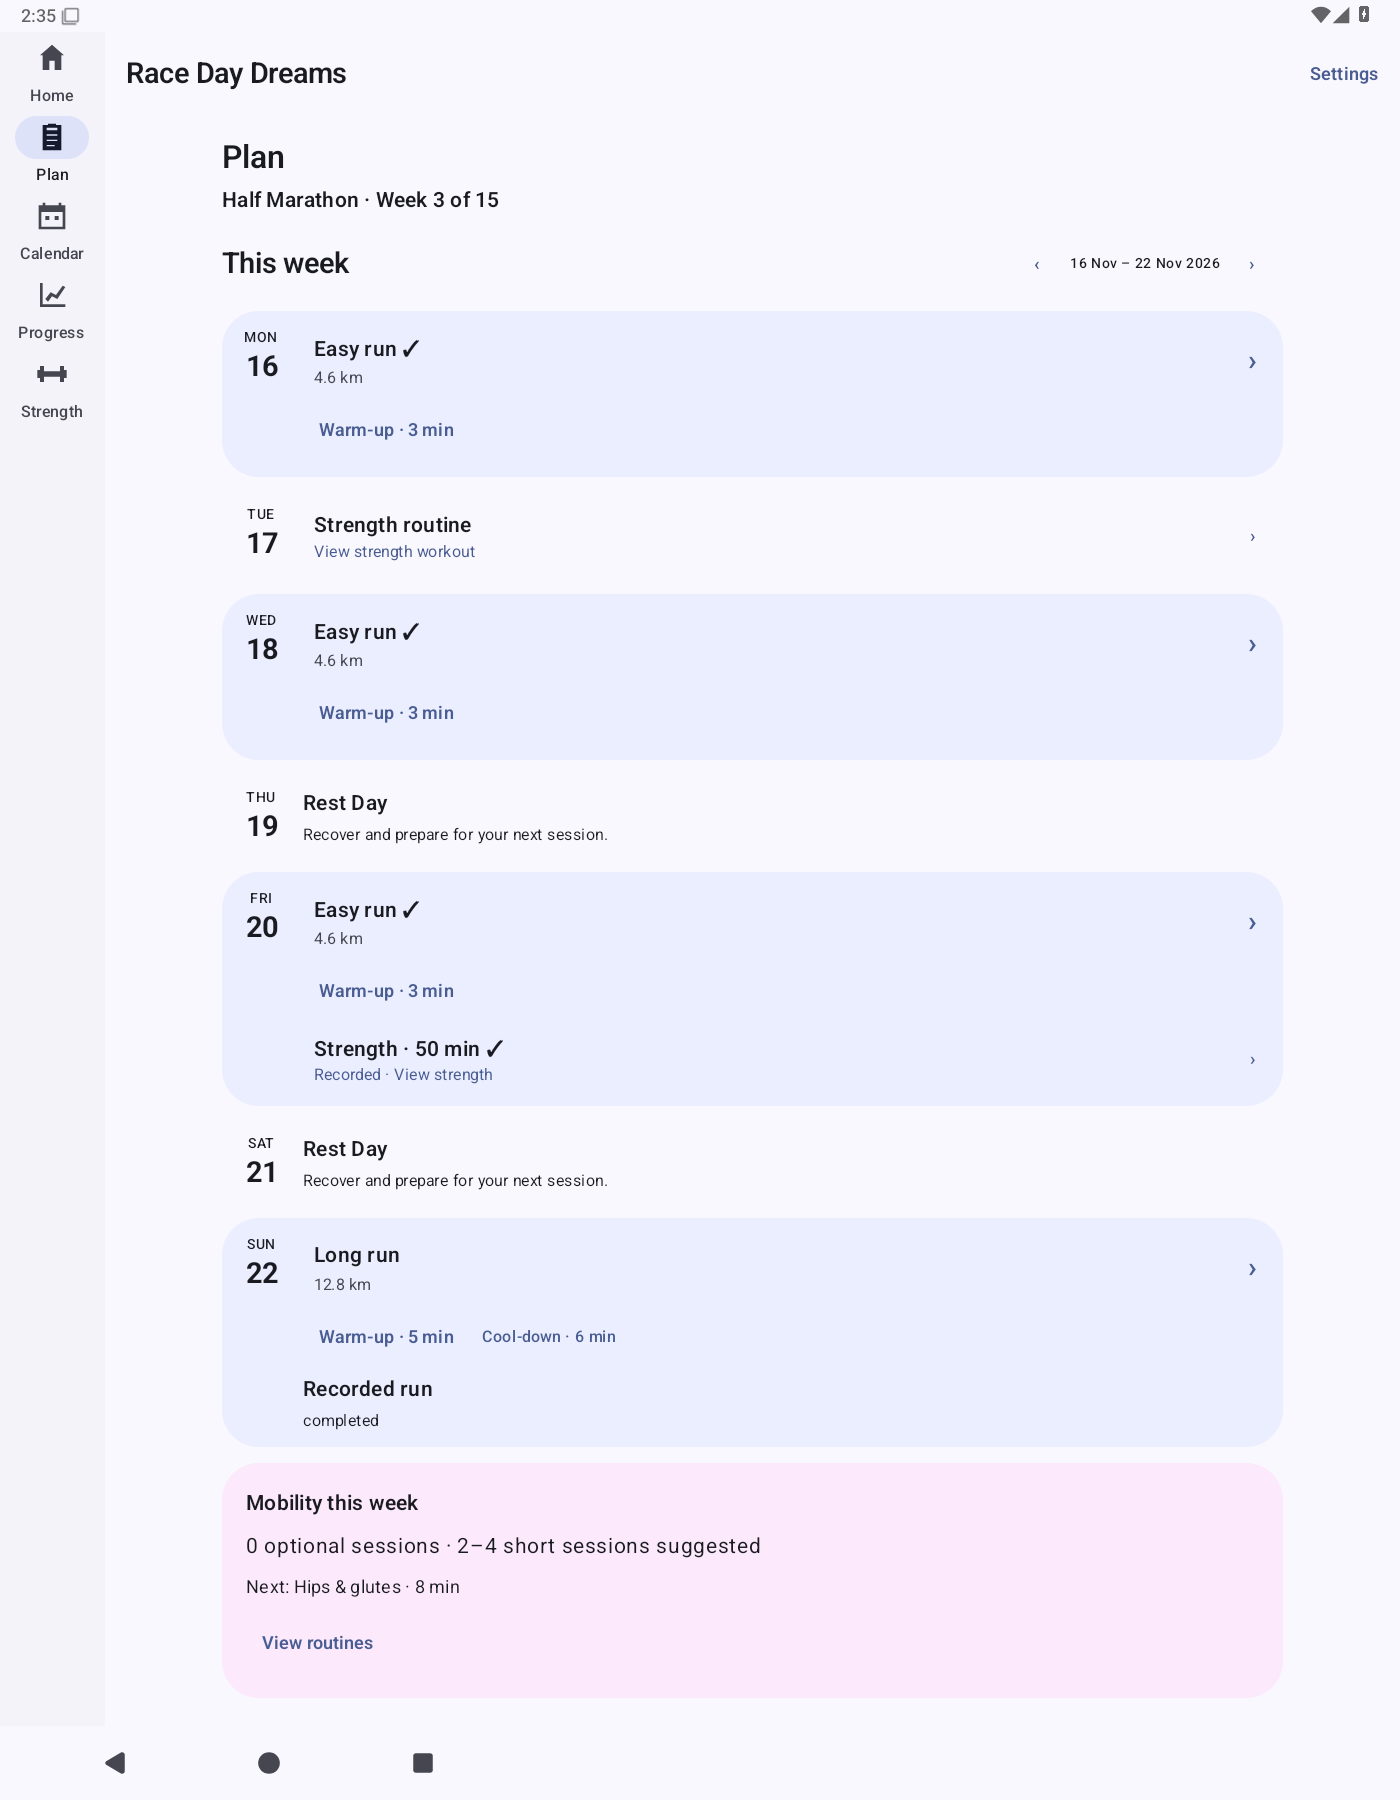 2:35
Race Day Dreams
Settings
Home
Plan
Calendar
Progress
Strength
Plan
Half Marathon · Week 3 of 15
This week
‹ 16 Nov – 22 Nov 2026 ›
MON
16
Easy run ✓
4.6 km
›
Warm-up · 3 min
TUE
17
Strength routine
View strength workout
›
WED
18
Easy run ✓
4.6 km
›
Warm-up · 3 min
THU
19
Rest Day
Recover and prepare for your next session.
FRI
20
Easy run ✓
4.6 km
›
Warm-up · 3 min
Strength · 50 min ✓
Recorded · View strength
›
SAT
21
Rest Day
Recover and prepare for your next session.
SUN
22
Long run
12.8 km
›
Warm-up · 5 min Cool-down · 6 min
Recorded run
completed
Mobility this week
0 optional sessions · 2–4 short sessions suggested
Next: Hips & glutes · 8 min
View routines